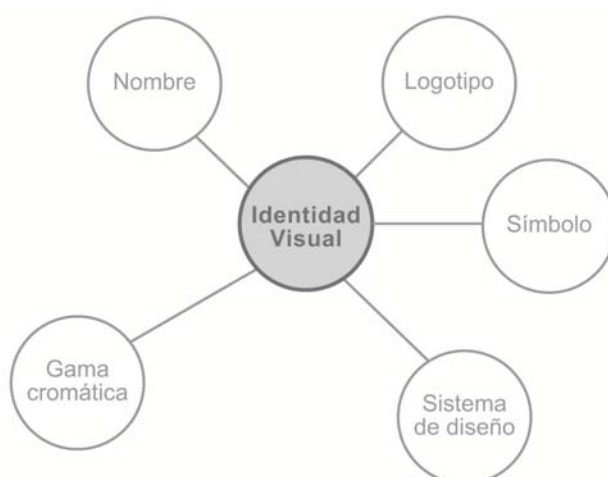 Nombre
Logotipo
Identidad
Visual
Símbolo
Gama
cromática
Sistema
de diseño